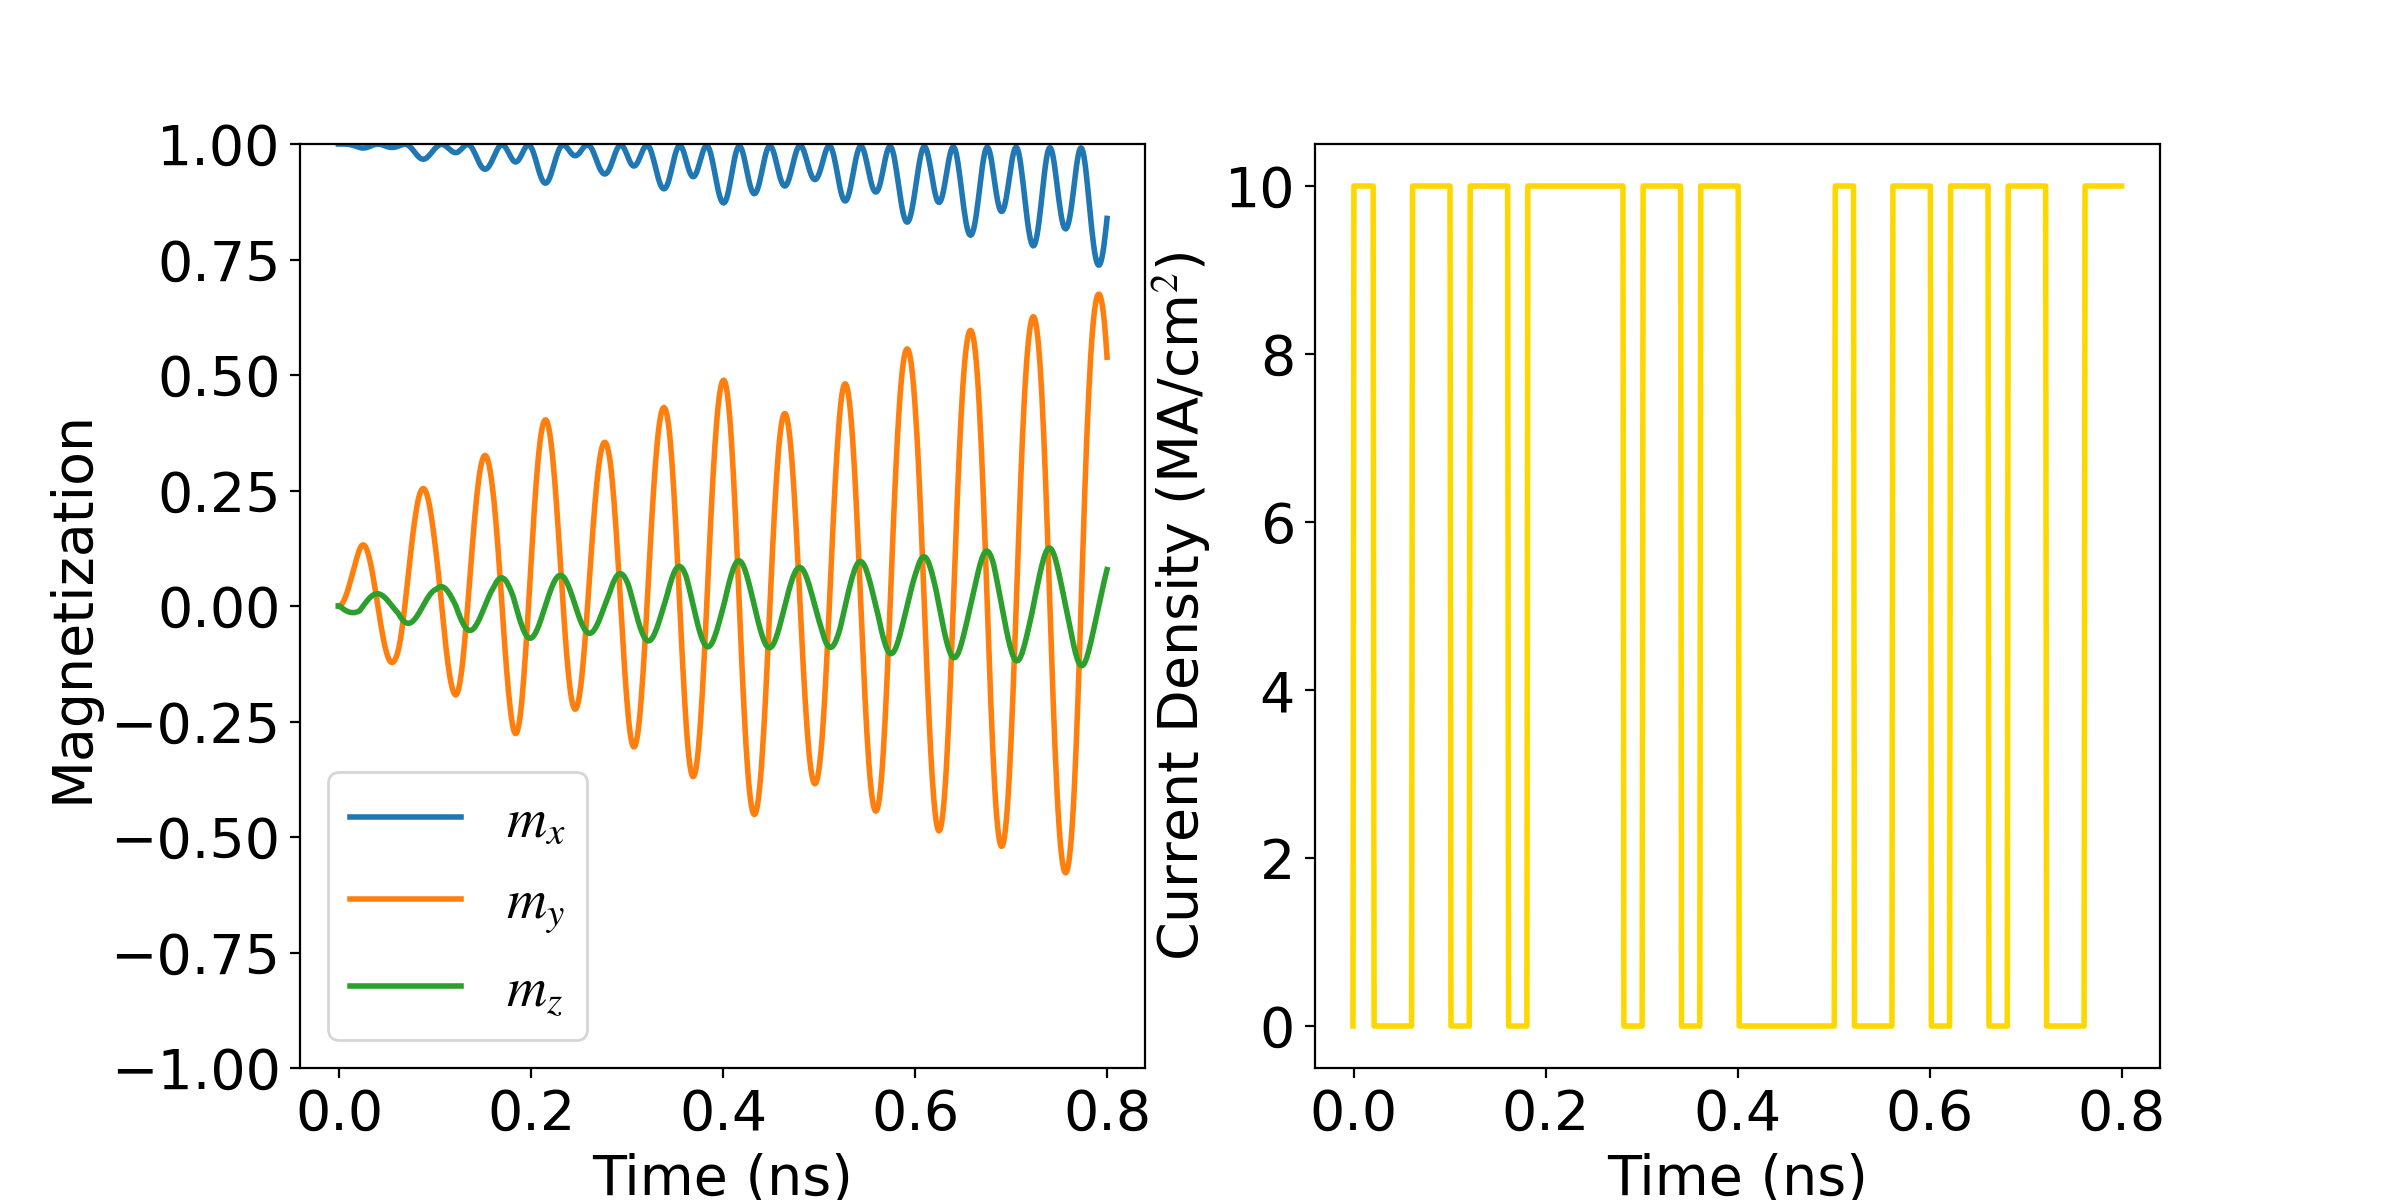 Magnetization
1.00
0.75
0.50
0.25
0.00
−0.25
−0.50
−0.75
−1.00
m_x
m_y
m_z
0.0 0.2 0.4 0.6 0.8
Time (ns)
Current Density (MA/cm²)
10
8
6
4
2
0
0.0 0.2 0.4 0.6 0.8
Time (ns)